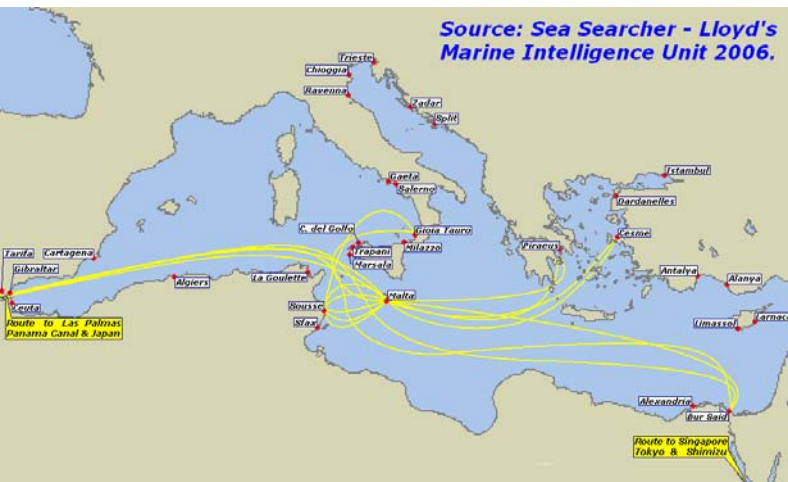 Source: Sea Searcher - Lloyd's
Marine Intelligence Unit 2006.
Trieste
Chioggia
Ravenna
Zadar
Split
Istanbul
Dardanelles
Gaeta
Salerno
C. del Golfo
Gioia Tauro
Cesme
Piraeus
Milazzo
Trapani
Marsala
Tarifa
Cartagena
Gibraltar
Algiers
La Goulette
Antalya
Alanya
Malta
Ceuta
Sousse
Sfax
Larnaca
Limassol
Route to Las Palmas
Panama Canal & Japan
Alexandria
Bur Said
Route to Singapore
Tokyo & Shimizu